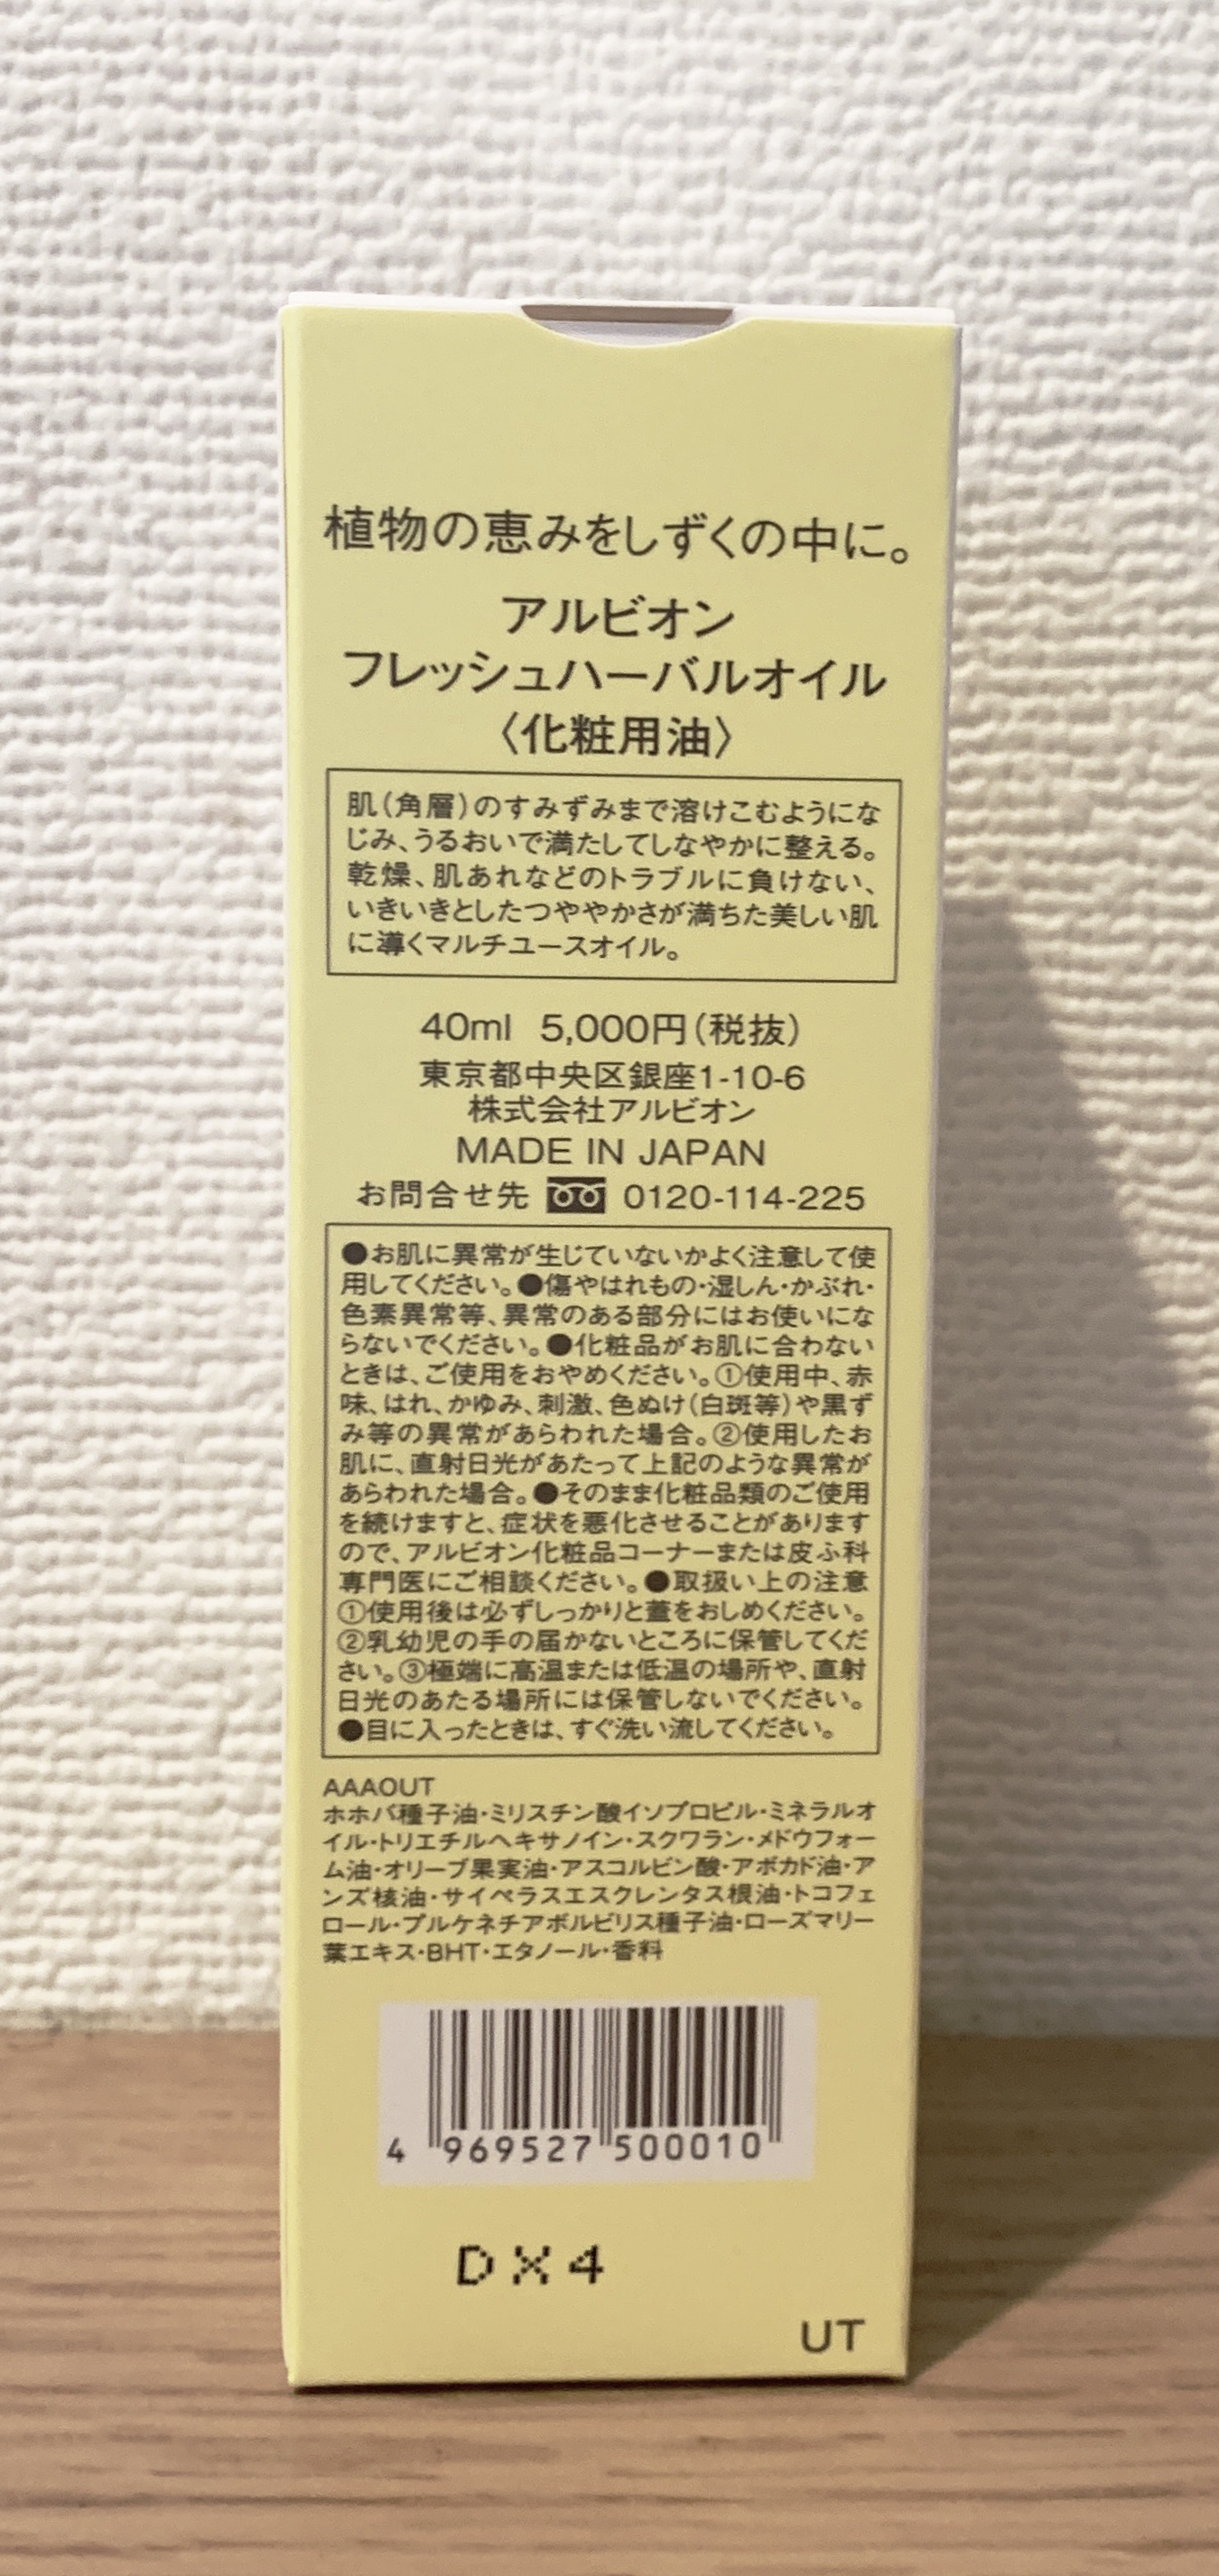 植物の恵みをしずくの中に。
アルビオン
フレッシュハーバルオイル
〈化粧用油〉
肌（角層）のすみずみまで溶けこむようにな
じみ、うるおいで満たしてしなやかに整える。
乾燥、肌あれなどのトラブルに負けない、
いきいきとしたつややかさが満ちた美しい肌
に導くマルチユースオイル。
40ml 5,000円（税抜）
東京都中央区銀座1-10-6
株式会社アルビオン
MADE IN JAPAN
お問合せ先 0120-114-225
●お肌に異常が生じていないかよく注意して使
用してください。●傷やはれもの・湿しん・かぶれ・
色素異常等、異常のある部分にはお使いにな
らないでください。●化粧品がお肌に合わない
ときは、ご使用をおやめください。①使用中、赤
味、はれ、かゆみ、刺激、色ぬけ（白斑等）や黒ず
み等の異常があらわれた場合。②使用したお
肌に、直射日光があたって上記のような異常が
あらわれた場合。●そのまま化粧品類のご使用
を続けますと、症状を悪化させることがあります
ので、アルビオン化粧品コーナーまたは皮ふ科
専門医にご相談ください。●取扱い上の注意
①使用後は必ずしっかりと蓋をおしめください。
②乳幼児の手の届かないところに保管してくだ
さい。③極端に高温または低温の場所や、直射
日光のあたる場所には保管しないでください。
●目に入ったときは、すぐ洗い流してください。
AAAOUT
ホホバ種子油・ミリスチン酸イソプロピル・ミネラルオ
イル・トリエチルヘキサノイン・スクワラン・メドウフォー
ム油・オリーブ果実油・アスコルビン酸・アボカド油・ア
ンズ核油・サイペラスエスクレンタス根油・トコフェ
ロール・プルケネチアボルビリス種子油・ローズマリー
葉エキス・BHT・エタノール・香料
4 969527 500010
DX4
UT